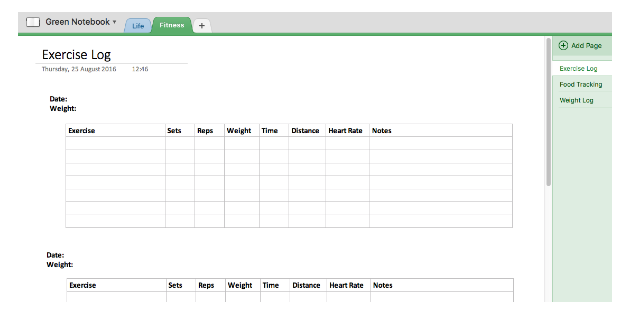 Green Notebook
Life
Fitness
+
Add Page
Exercise Log
Food Tracking
Weight Log
Exercise Log
Thursday, 25 August 2016 12:46
Date:
Weight:
Exercise Sets Reps Weight Time Distance Heart Rate Notes
Date:
Weight:
Exercise Sets Reps Weight Time Distance Heart Rate Notes